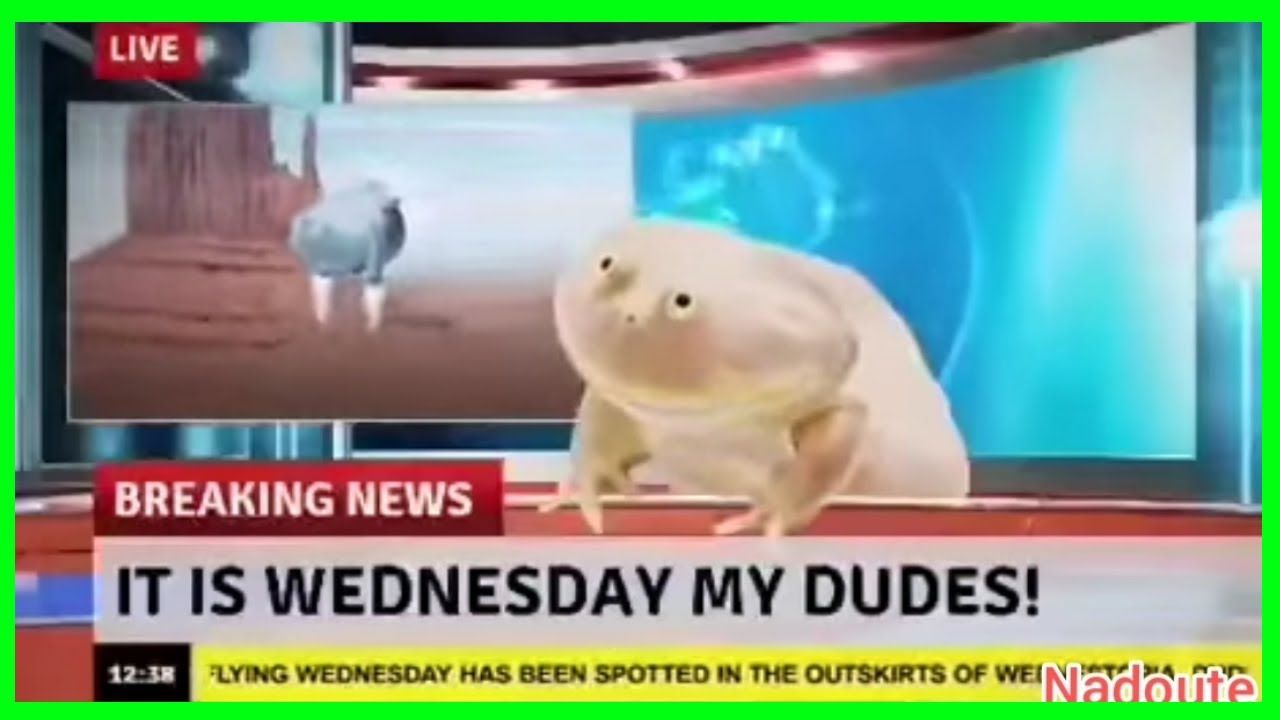 LIVE
BREAKING NEWS
IT IS WEDNESDAY MY DUDES!
12:38
FLYING WEDNESDAY HAS BEEN SPOTTED IN THE OUTSKIRTS OF
Nadoute